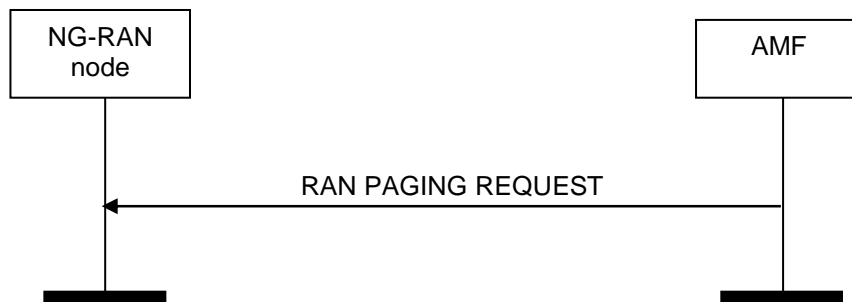 NG-RAN
node
AMF
RAN PAGING REQUEST